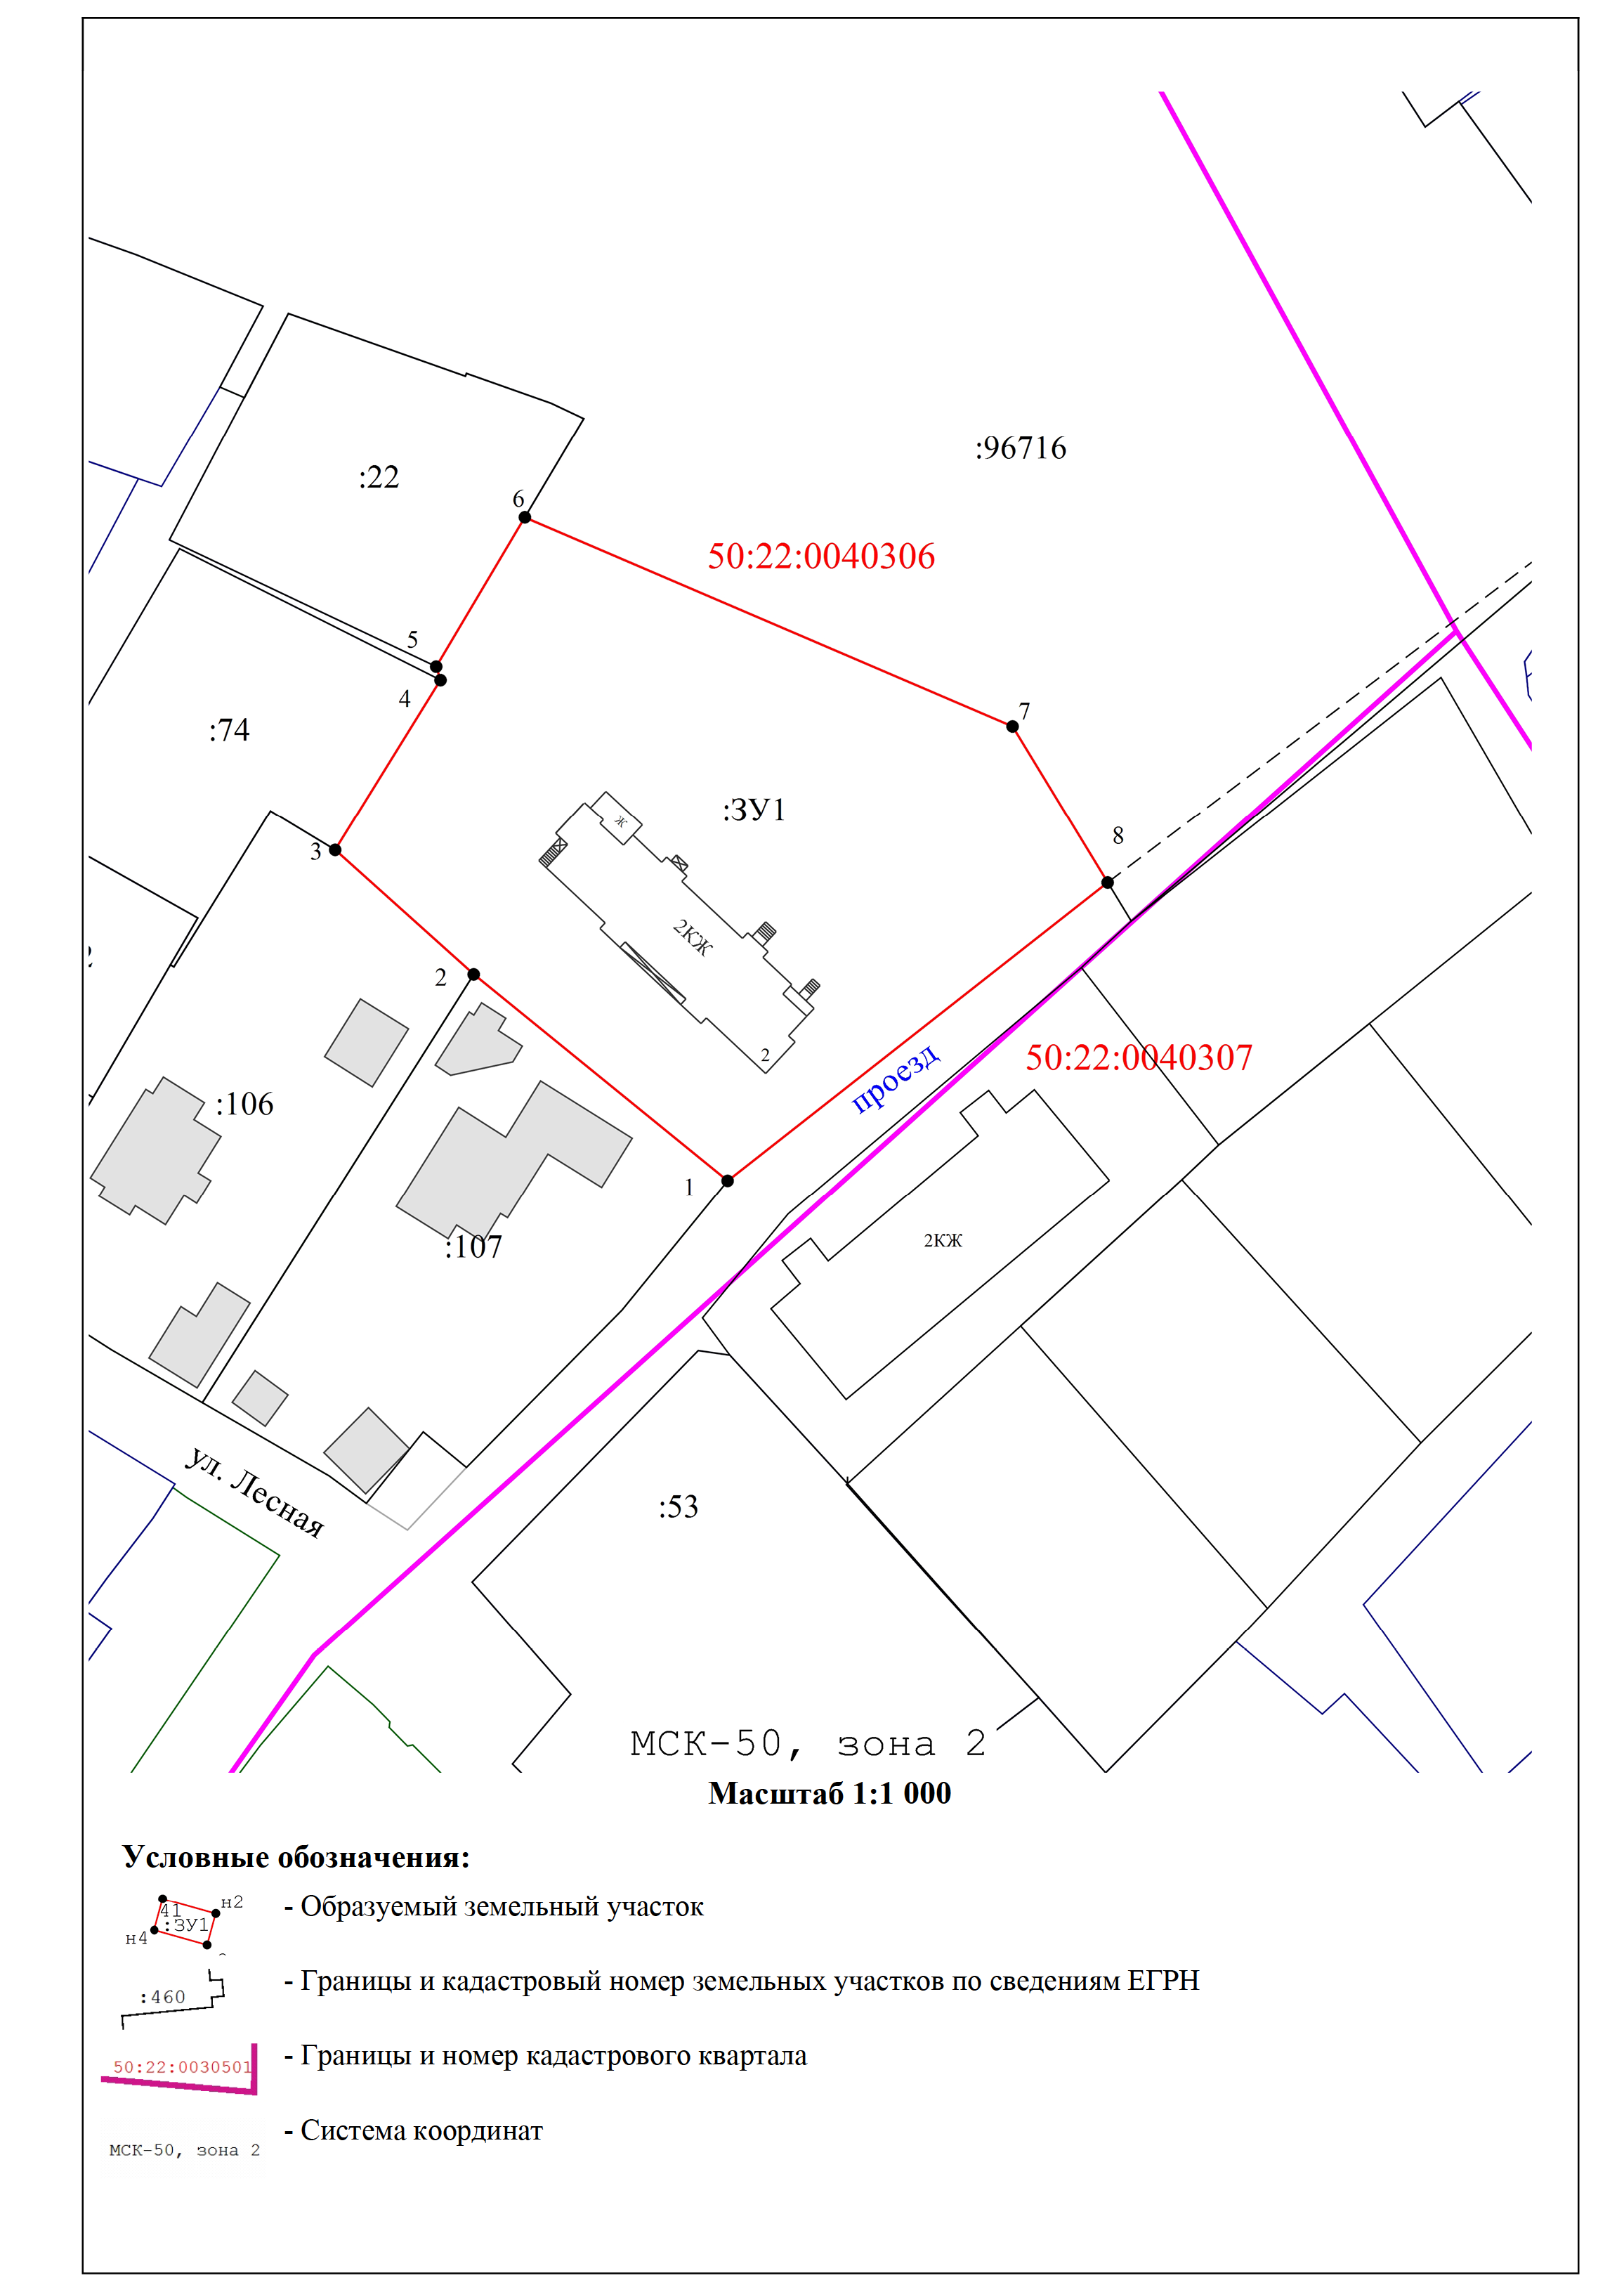 :96716
:22
6
50:22:0040306
5
4
7
:74
:ЗУ1
8
ж
3
2КЖ
2
2
проезд
50:22:0040307
:106
1
2КЖ
:107
ул. Лесная
:53
МСК-50, зона 2
Масштаб 1:1 000
Условные обозначения:
41
н2
:ЗУ1
н4
- Образуемый земельный участок
:460
- Границы и кадастровый номер земельных участков по сведениям ЕГРН
50:22:0030501
- Границы и номер кадастрового квартала
МСК-50, зона 2
- Система координат